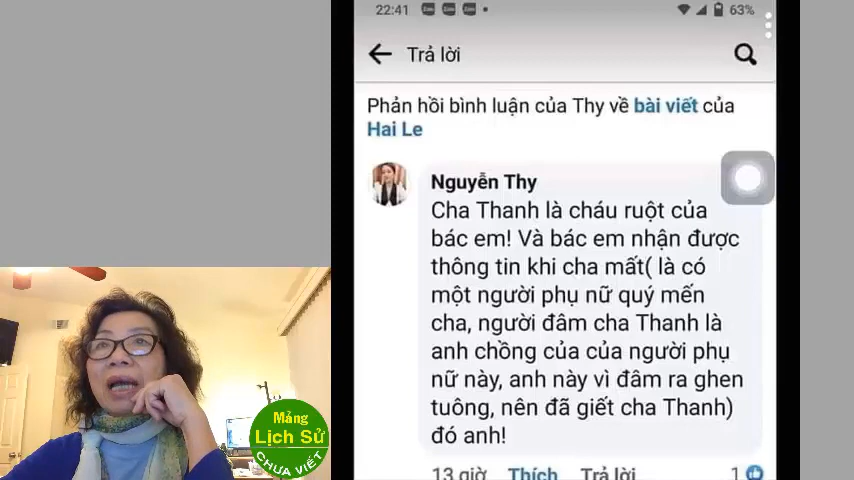 22:41
63%
Trả lời
Phản hồi bình luận của Thy về bài viết của
Hai Le
Nguyễn Thy
Cha Thanh là cháu ruột của
bác em! Và bác em nhận được
thông tin khi cha mất( là có
một người phụ nữ quý mến
cha, người đâm cha Thanh là
anh chồng của của người phụ
nữ này, anh này vì đâm ra ghen
tuông, nên đã giết cha Thanh)
đó anh!
13 giờ Thích Trả lời 1
Mảng
Lịch Sử
CHƯA VIẾT